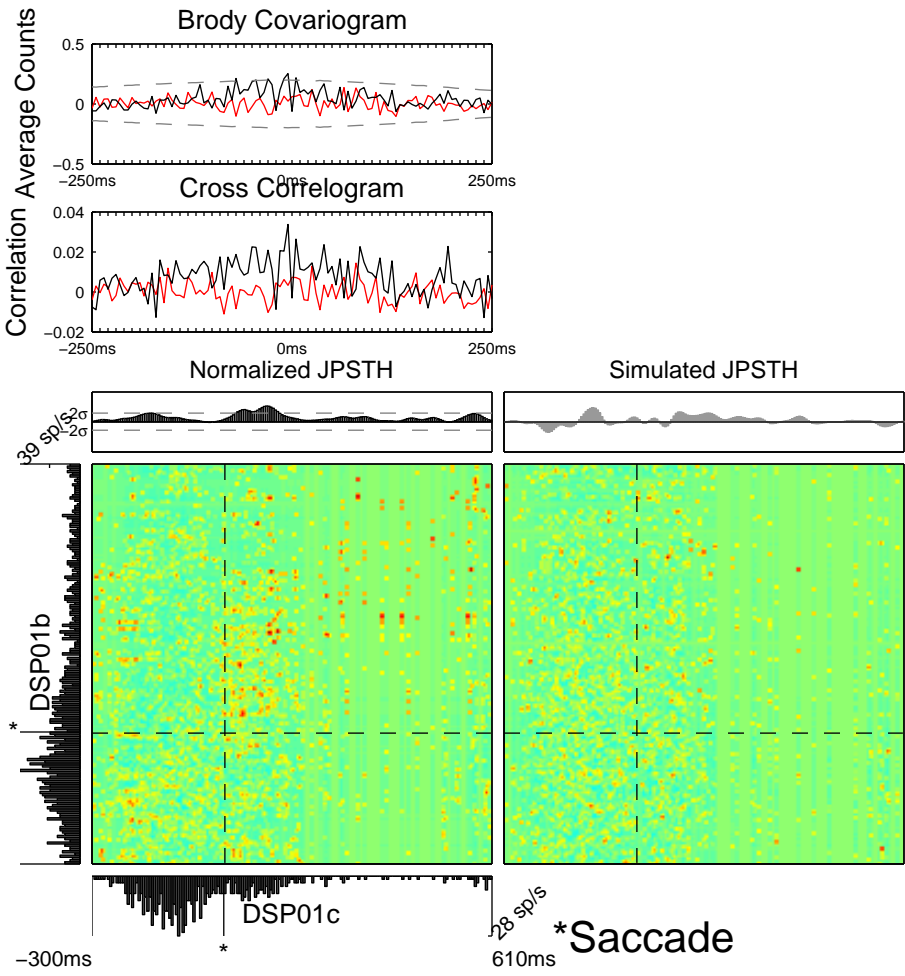 Brody Covariogram
Average Counts
0.5
0
−0.5
−250ms
0ms
250ms
Cross Correlogram
Correlation
0.04
0.02
0
−0.02
−250ms
0ms
250ms
Normalized JPSTH
Simulated JPSTH
2σ
−2σ
39 sp/s
DSP01b
*
DSP01c
*
28 sp/s
*Saccade
−300ms
610ms